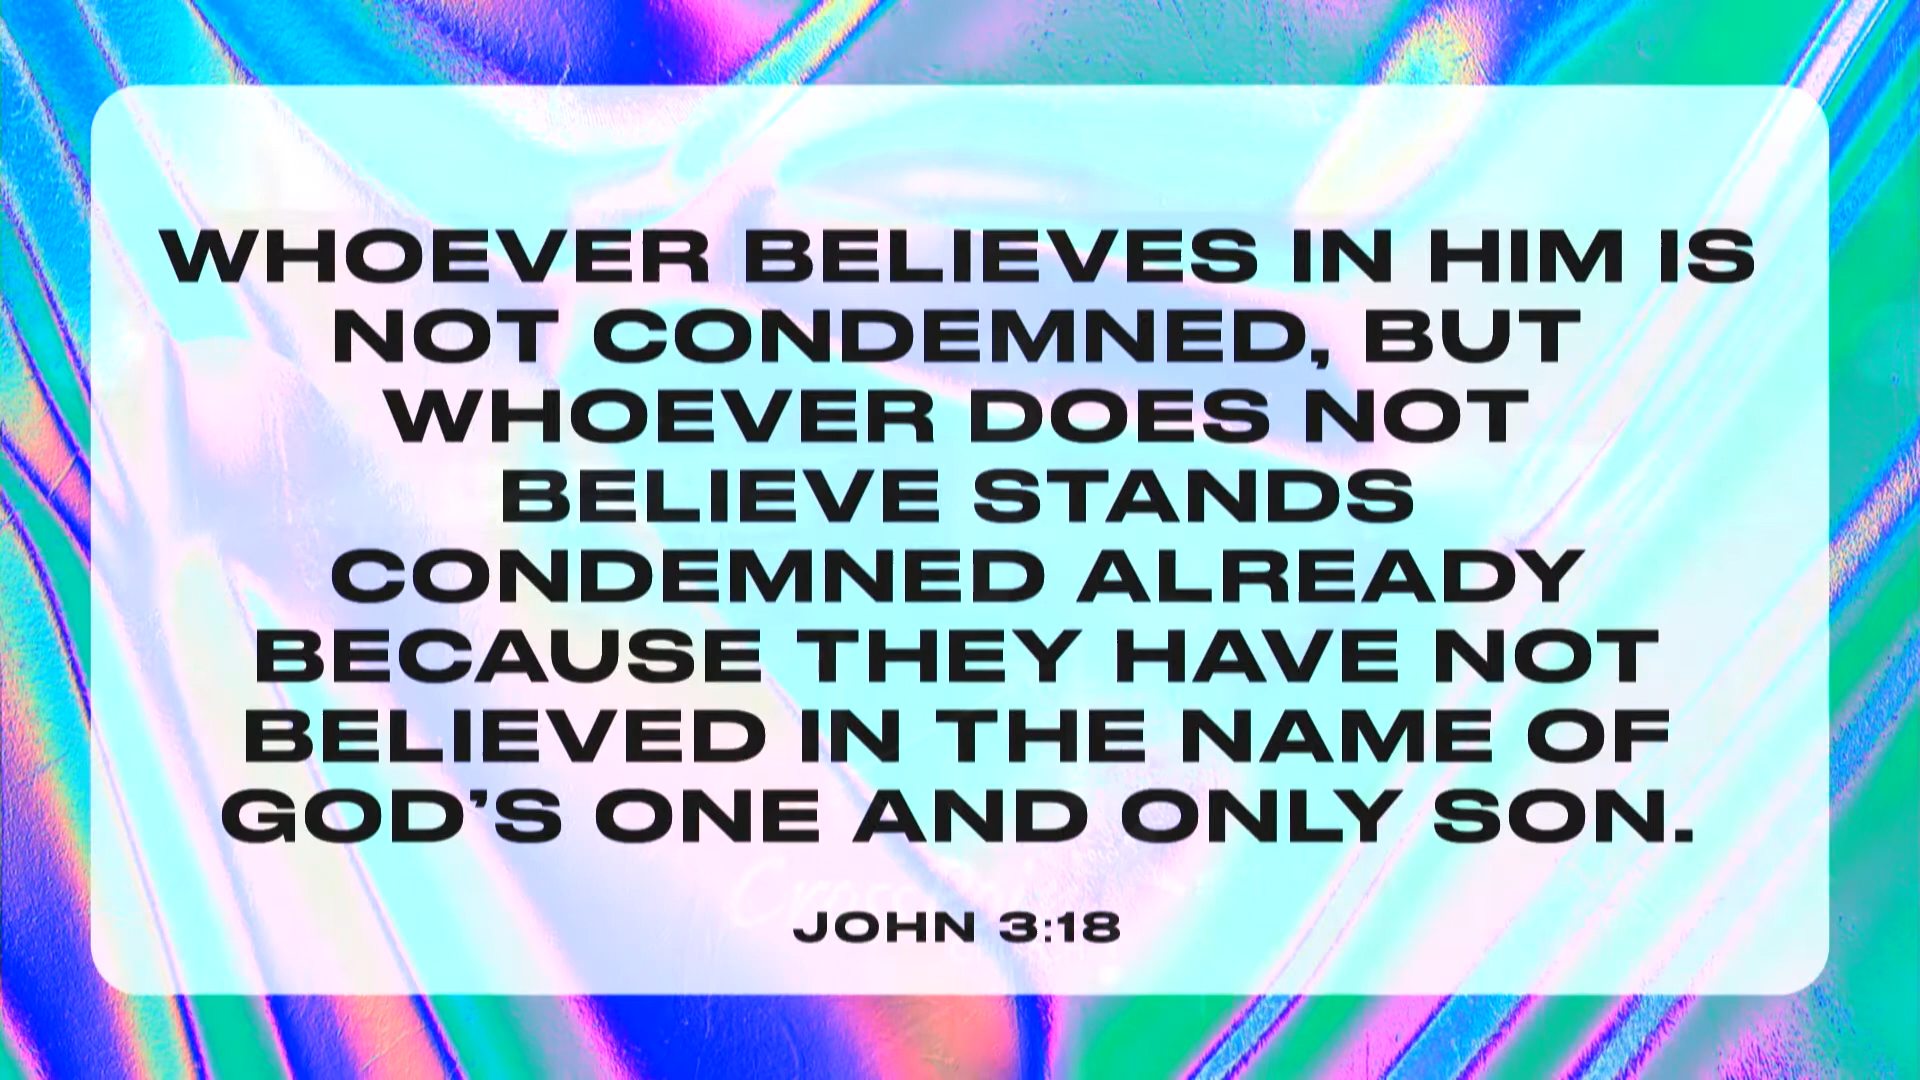 WHOEVER BELIEVES IN HIM IS
NOT CONDEMNED, BUT
WHOEVER DOES NOT
BELIEVE STANDS
CONDEMNED ALREADY
BECAUSE THEY HAVE NOT
BELIEVED IN THE NAME OF
GOD’S ONE AND ONLY SON.
JOHN 3:18